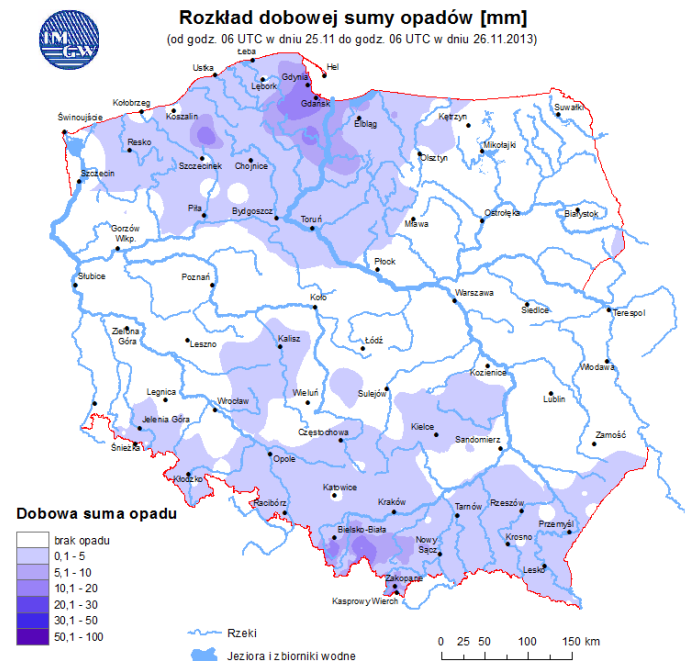 Rozkład dobowej sumy opadów [mm]
(od godz. 06 UTC w dniu 25.11 do godz. 06 UTC w dniu 26.11.2013)
IM
GW
Łeba
Ustka
Hel
Gdynia
Lębork
Kołobrzeg
Gdańsk
Suwałki
Świnoujście
Koszalin
Elbląg
Kętrzyn
Resko
Mikołajki
Szczecinek
Chojnice
Olsztyn
Szczecin
Piła
Bydgoszcz
Toruń
Mława
Ostrołęka
Białystok
Gorzów
Wlkp.
Płock
Słubice
Poznań
Warszawa
Koło
Siedlce
Terespol
Zielona
Góra
Leszno
Kalisz
Łódź
Kozienice
Włodawa
Legnica
Wrocław
Wieluń
Sulejów
Lublin
Jelenia Góra
Częstochowa
Kielce
Sandomierz
Zamość
Śnieżka
Opole
Kłodzko
Katowice
Racibórz
Kraków
Tarnów
Rzeszów
Przemyśl
Bielsko-Biała
Nowy
Sącz
Krosno
Lesko
Zakopane
Kasprowy Wierch
Dobowa suma opadu
brak opadu
0,1 - 5
5,1 - 10
10,1 - 20
20,1 - 30
30,1 - 50
50,1 - 100
Rzeki
Jeziora i zbiorniki wodne
0 25 50 100 150 km